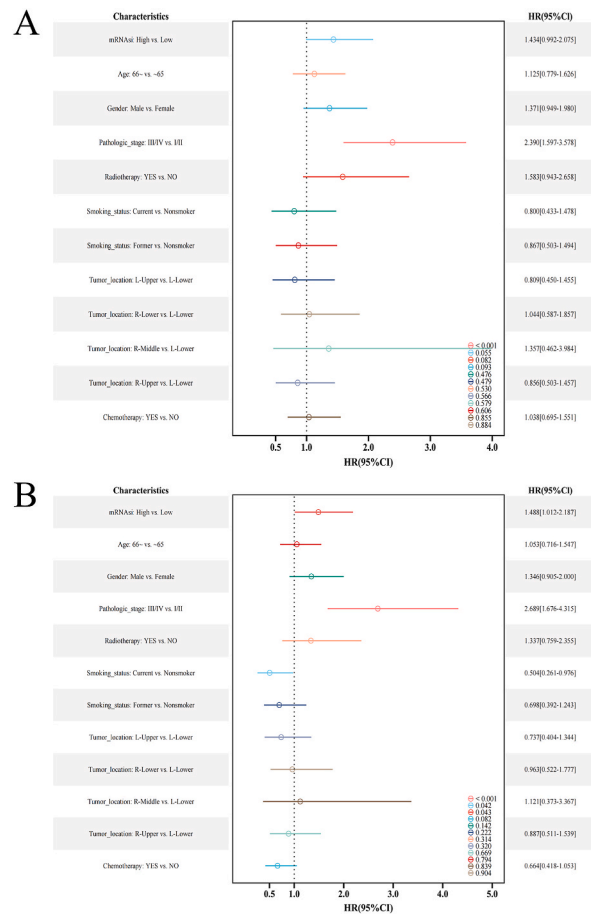 A
Characteristics HR(95%CI)
mRNAsi: High vs. Low 1.434[0.992-2.075]
Age: 66~ vs. ~65 1.125[0.779-1.626]
Gender: Male vs. Female 1.371[0.949-1.980]
Pathologic_stage: III/IV vs. I/II 2.390[1.597-3.578]
Radiotherapy: YES vs. NO 1.583[0.943-2.658]
Smoking_status: Current vs. Nonsmoker 0.800[0.433-1.478]
Smoking_status: Former vs. Nonsmoker 0.867[0.503-1.494]
Tumor_location: L-Upper vs. L-Lower 0.809[0.450-1.455]
Tumor_location: R-Lower vs. L-Lower 1.044[0.587-1.857]
Tumor_location: R-Middle vs. L-Lower 1.357[0.462-3.984]
Tumor_location: R-Upper vs. L-Lower 0.856[0.503-1.457]
Chemotherapy: YES vs. NO 1.038[0.695-1.551]
< 0.001
0.055
0.082
0.093
0.476
0.479
0.530
0.566
0.579
0.606
0.855
0.884
0.5 1.0 2.0 3.0 4.0
HR(95%CI)
B
Characteristics HR(95%CI)
mRNAsi: High vs. Low 1.488[1.012-2.187]
Age: 66~ vs. ~65 1.053[0.716-1.547]
Gender: Male vs. Female 1.346[0.905-2.000]
Pathologic_stage: III/IV vs. I/II 2.689[1.676-4.315]
Radiotherapy: YES vs. NO 1.337[0.759-2.355]
Smoking_status: Current vs. Nonsmoker 0.504[0.261-0.976]
Smoking_status: Former vs. Nonsmoker 0.698[0.392-1.243]
Tumor_location: L-Upper vs. L-Lower 0.737[0.404-1.344]
Tumor_location: R-Lower vs. L-Lower 0.963[0.522-1.777]
Tumor_location: R-Middle vs. L-Lower 1.121[0.373-3.367]
Tumor_location: R-Upper vs. L-Lower 0.887[0.511-1.539]
Chemotherapy: YES vs. NO 0.664[0.418-1.053]
< 0.001
0.042
0.043
0.082
0.142
0.222
0.314
0.320
0.669
0.794
0.839
0.904
0.5 1.0 2.0 3.0 4.0 5.0
HR(95%CI)